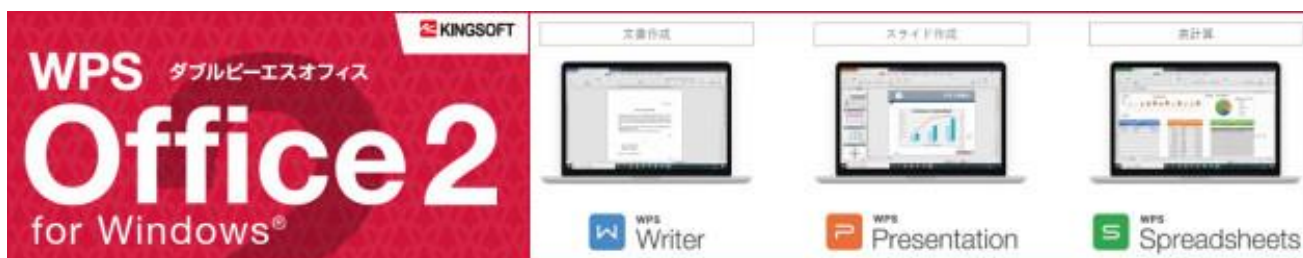 KINGSOFT
WPS ダブルピーエスオフィス
Office 2
for Windows®
文書作成
スライド作成
表計算
WPS
Writer
WPS
Presentation
WPS
Spreadsheets